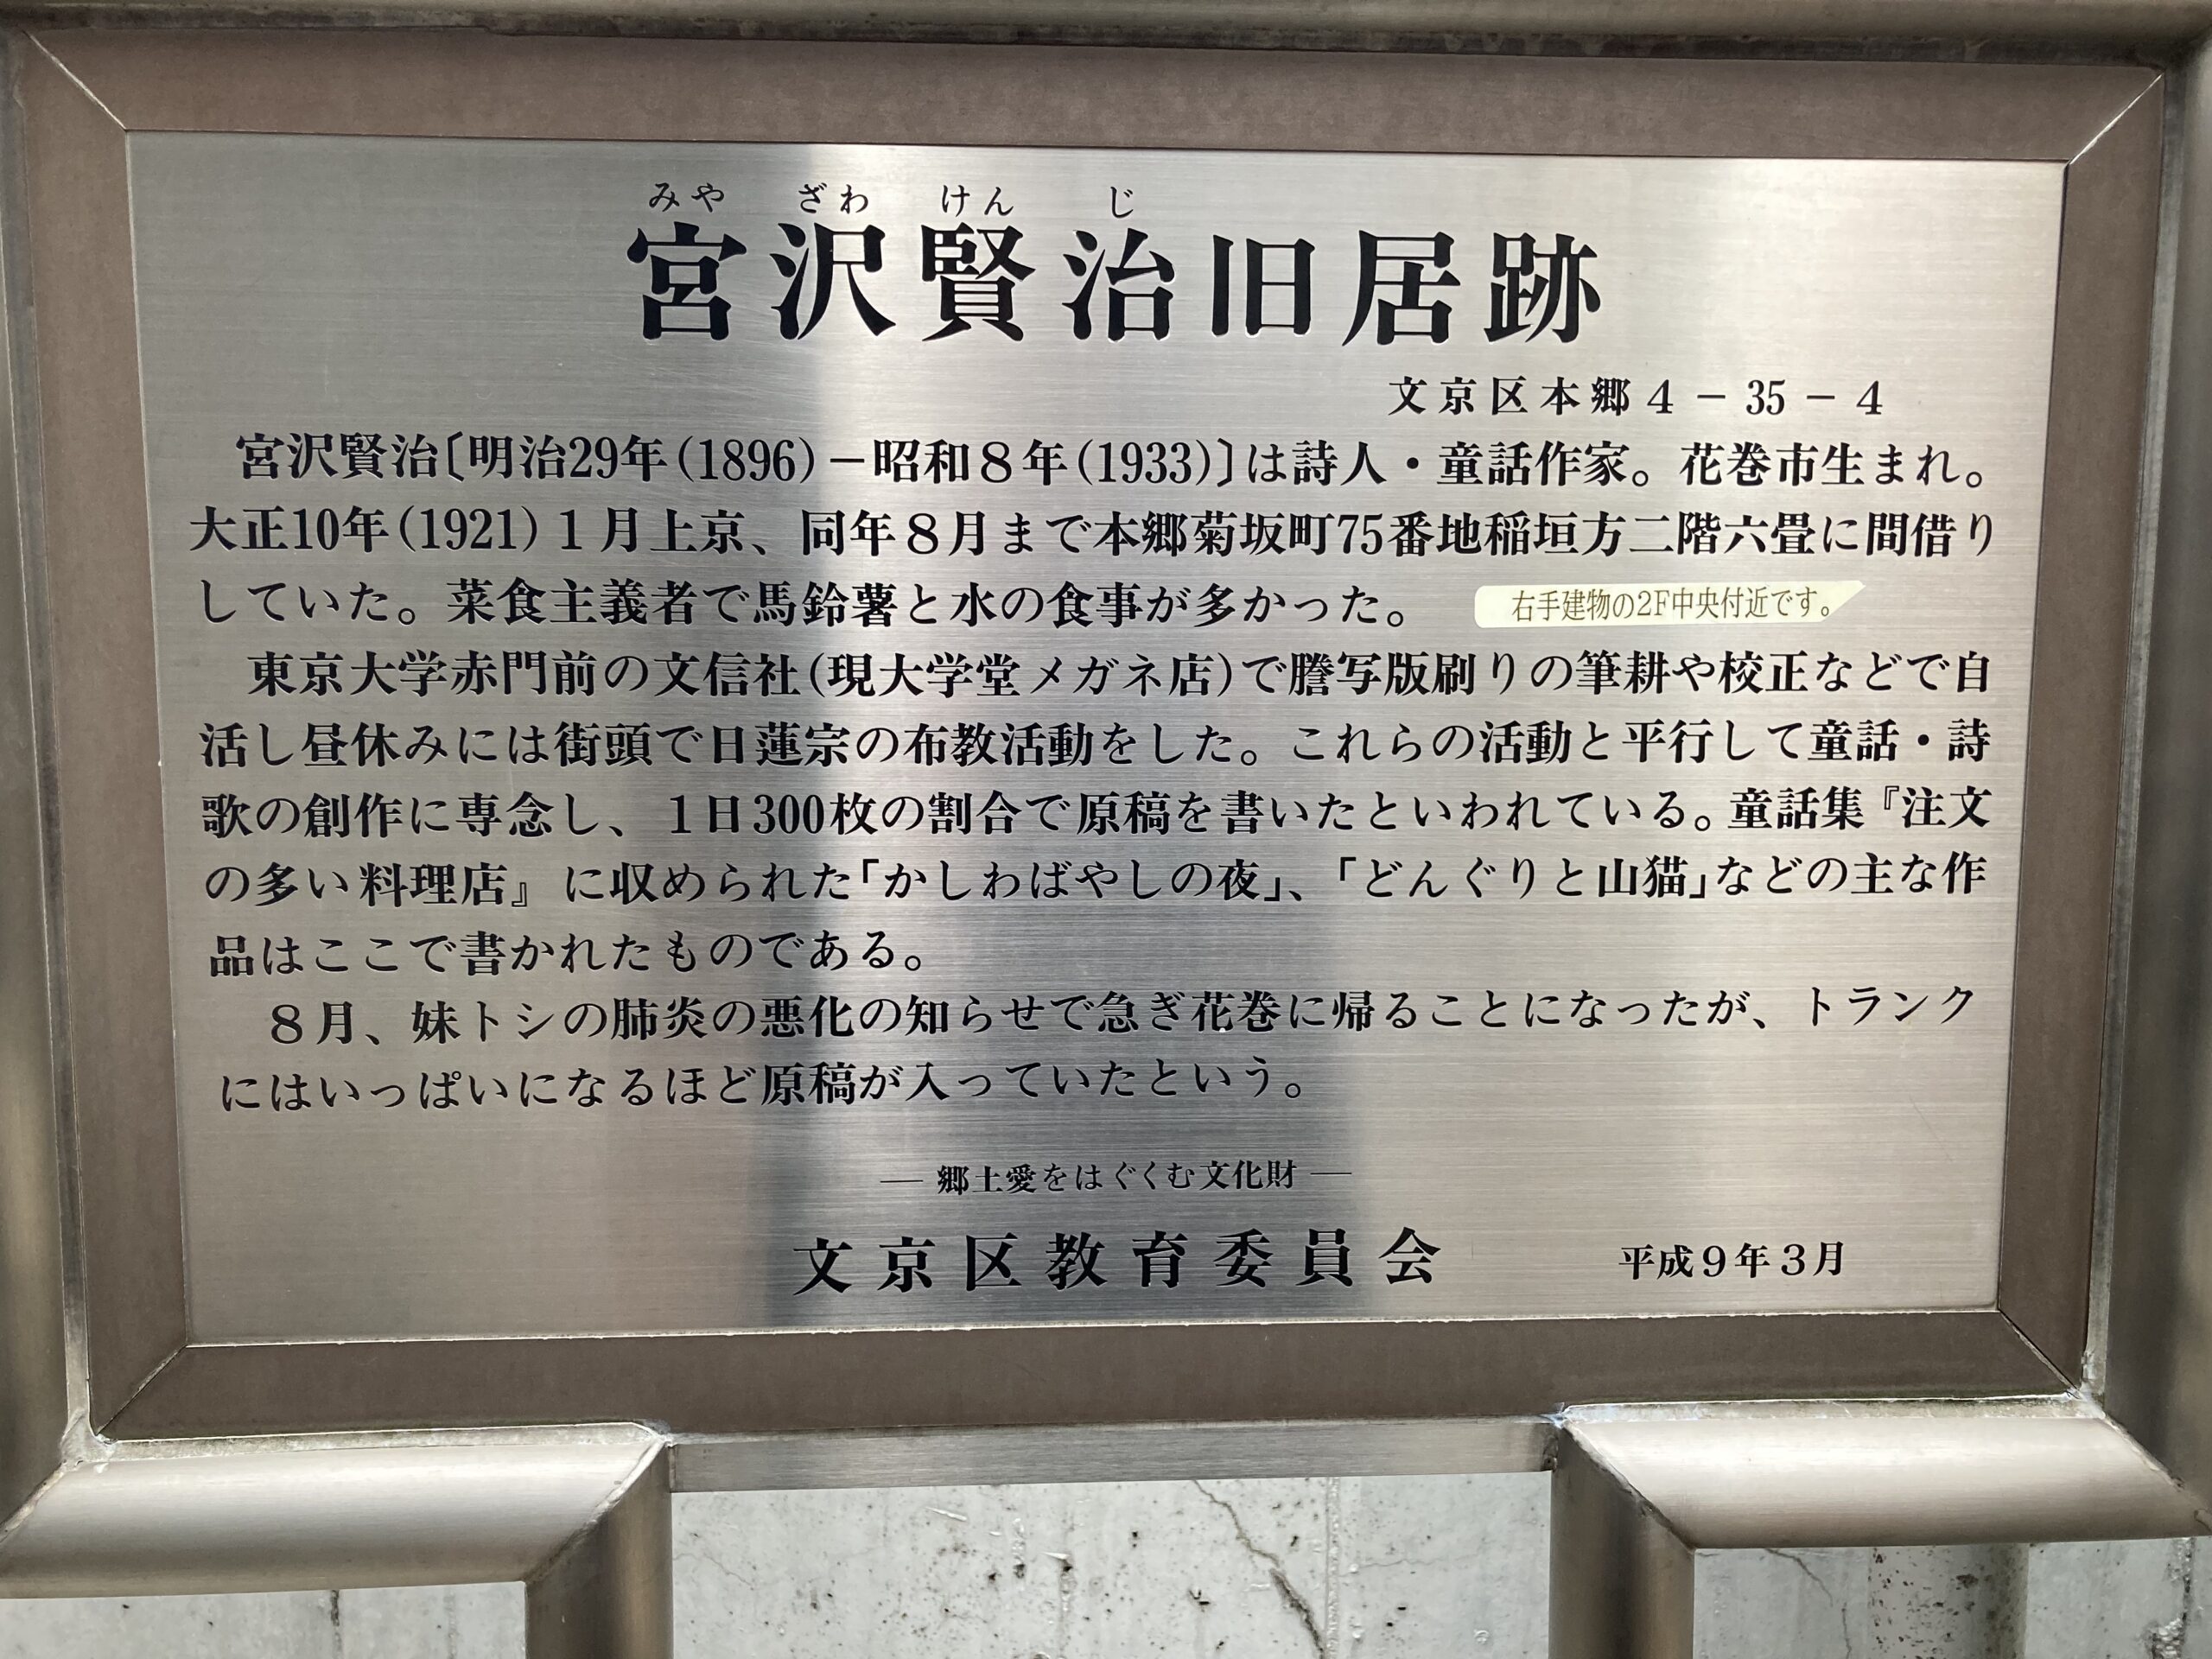 みや ざわ けん じ
宮沢賢治旧居跡
文京区本郷4－35－4
宮沢賢治〔明治29年(1896)－昭和8年(1933)〕は詩人・童話作家。花巻市生まれ。
大正10年(1921)1月上京、同年8月まで本郷菊坂町75番地稲垣方二階六畳に間借り
していた。菜食主義者で馬鈴薯と水の食事が多かった。
右手建物の2F中央付近です。
東京大学赤門前の文信社(現大学堂メガネ店)で謄写版刷りの筆耕や校正などで自
活し昼休みには街頭で日蓮宗の布教活動をした。これらの活動と平行して童話・詩
歌の創作に専念し、1日300枚の割合で原稿を書いたといわれている。童話集『注文
の多い料理店』に収められた「かしわばやしの夜」、「どんぐりと山猫」などの主な作
品はここで書かれたものである。
8月、妹トシの肺炎の悪化の知らせで急ぎ花巻に帰ることになったが、トランク
にはいっぱいになるほど原稿が入っていたという。
― 郷土愛をはぐくむ文化財 ―
文京区教育委員会 平成9年3月